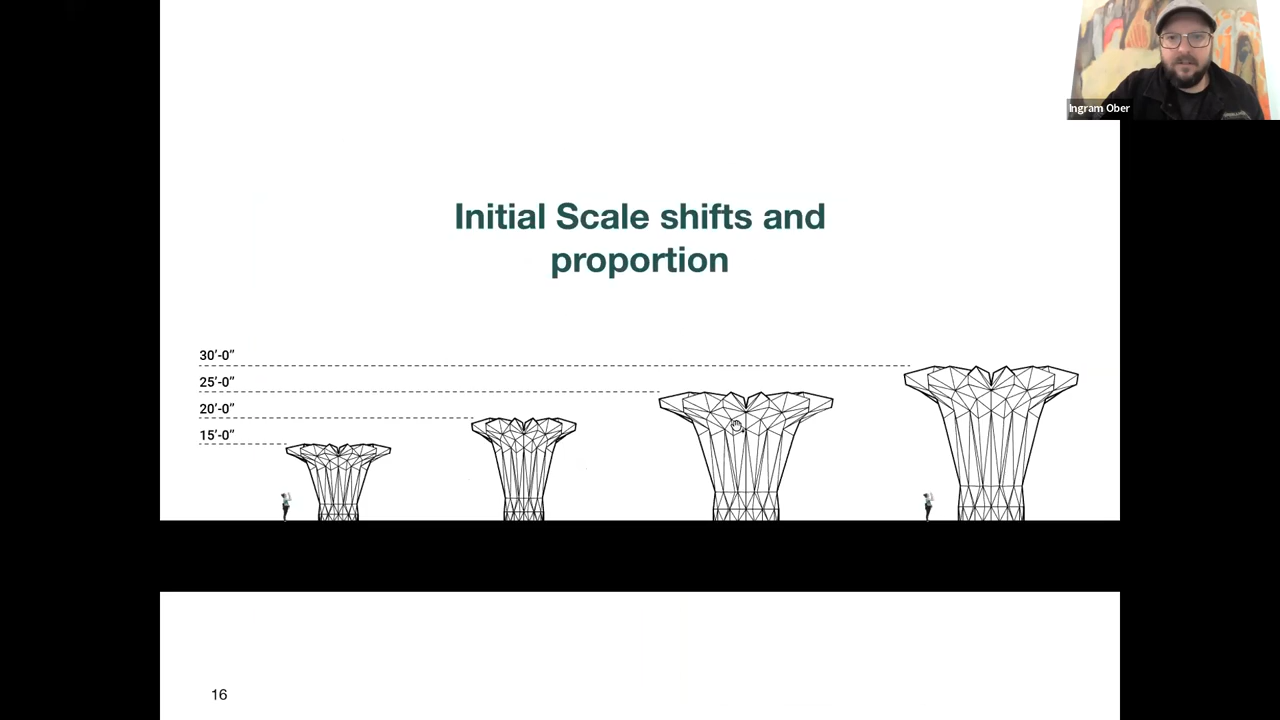 Ingram Ober
Initial Scale shifts and
proportion
30’-0”
25’-0”
20’-0”
15’-0”
16